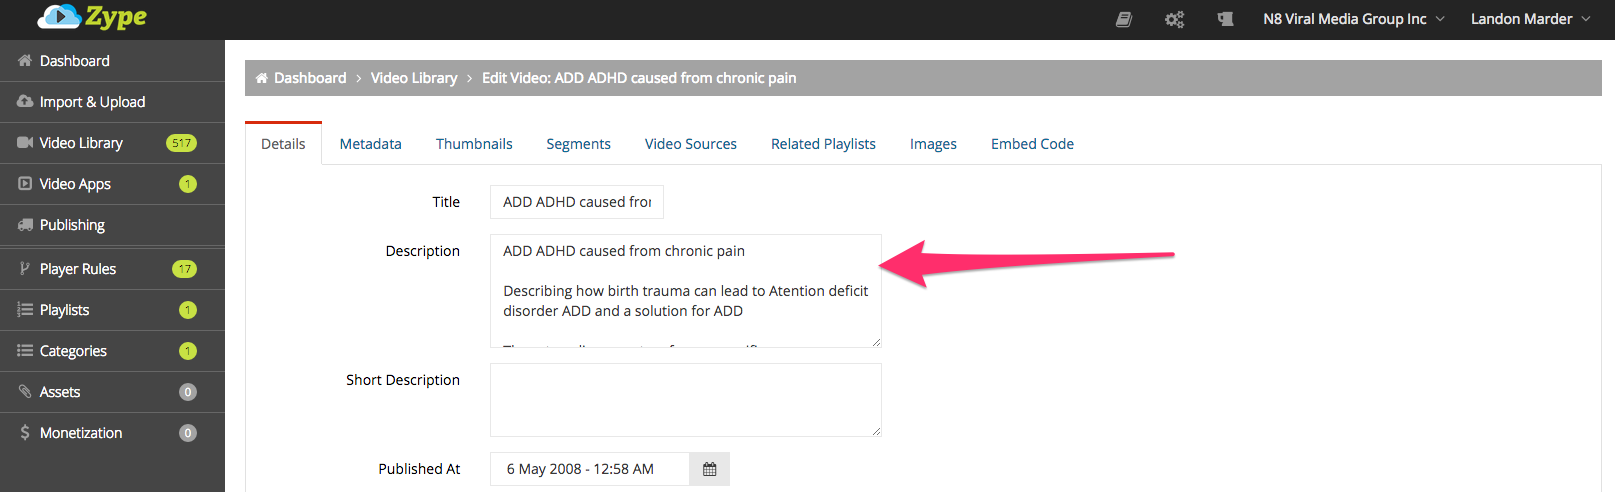 Zype
N8 Viral Media Group Inc
Landon Marder
Dashboard
Import & Upload
Video Library 517
Video Apps 1
Publishing
Player Rules 17
Playlists 1
Categories 1
Assets 0
Monetization 0
Dashboard > Video Library > Edit Video: ADD ADHD caused from chronic pain
Details Metadata Thumbnails Segments Video Sources Related Playlists Images Embed Code
Title ADD ADHD caused from
Description ADD ADHD caused from chronic pain
Describing how birth trauma can lead to Atention deficit
disorder ADD and a solution for ADD
Short Description
Published At 6 May 2008 - 12:58 AM